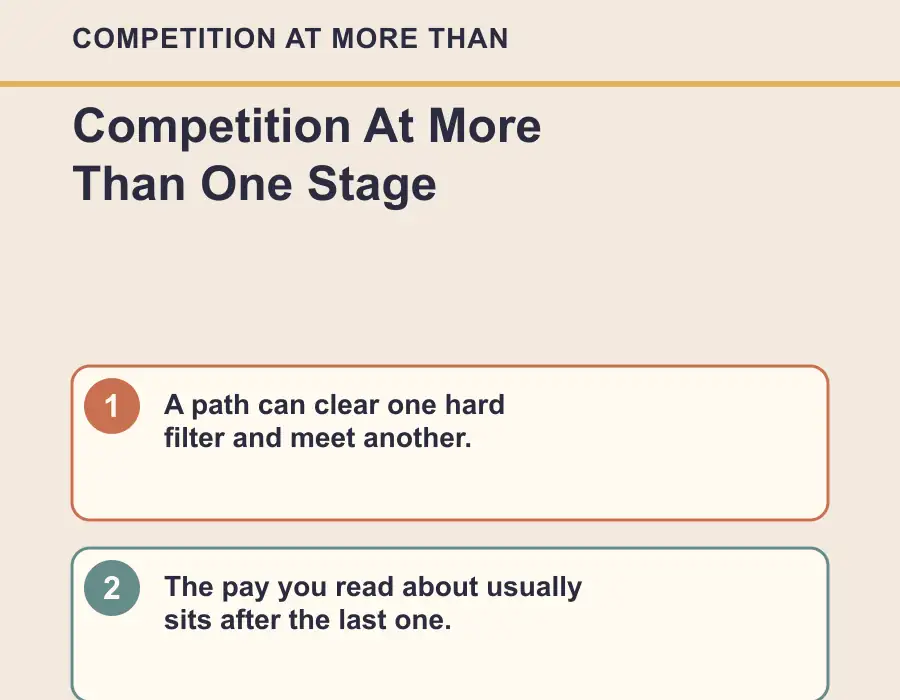 COMPETITION AT MORE THAN
Competition At More
Than One Stage
1
A path can clear one hard
filter and meet another.
2
The pay you read about usually
sits after the last one.